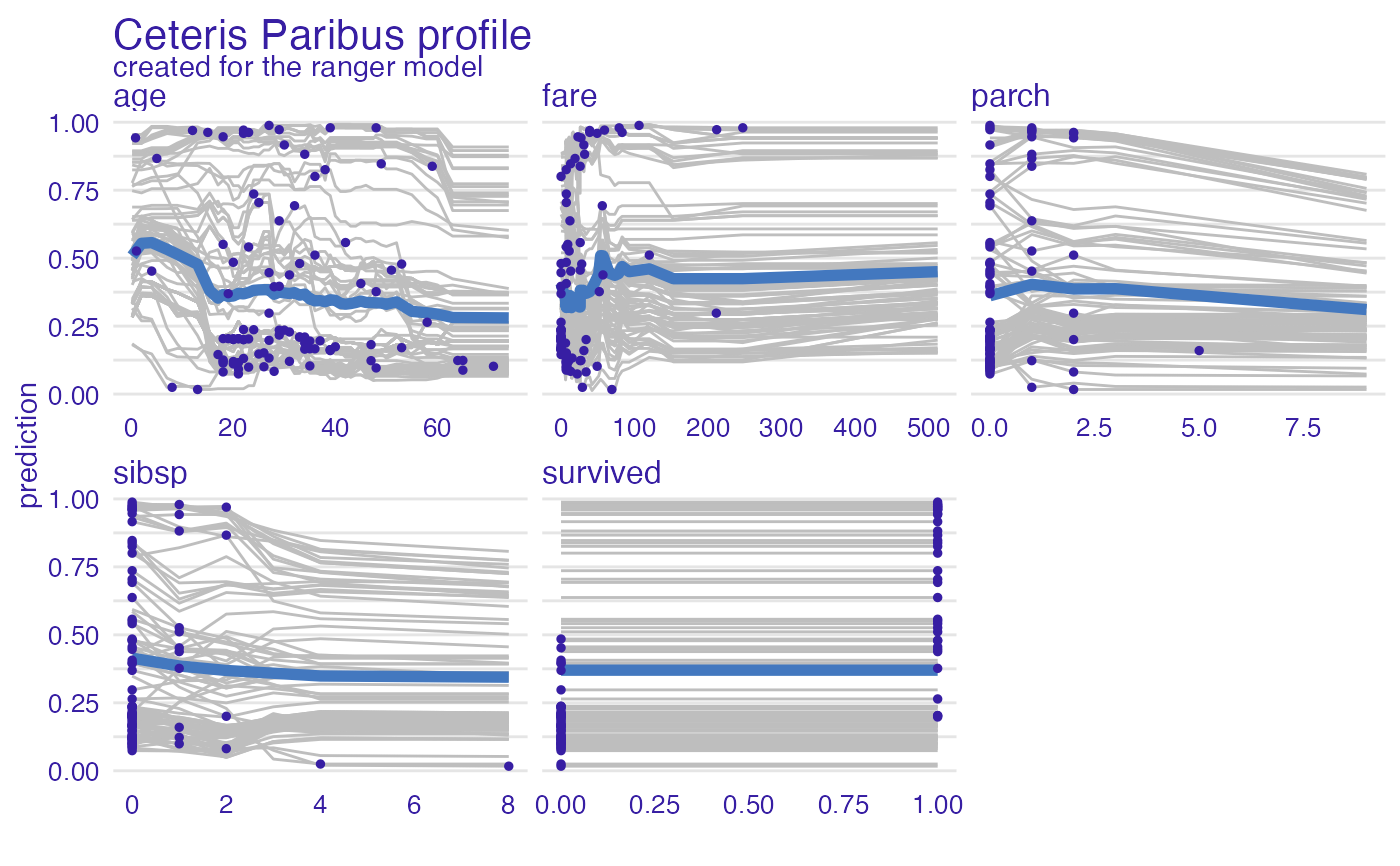 Ceteris Paribus profile
created for the ranger model
age fare parch
1.00
0.75
0.50
0.25
0.00
0 20 40 60 0 100 200 300 400 500 0.0 2.5 5.0 7.5
prediction
sibsp survived
1.00
0.75
0.50
0.25
0.00
0 2 4 6 8 0.00 0.25 0.50 0.75 1.00